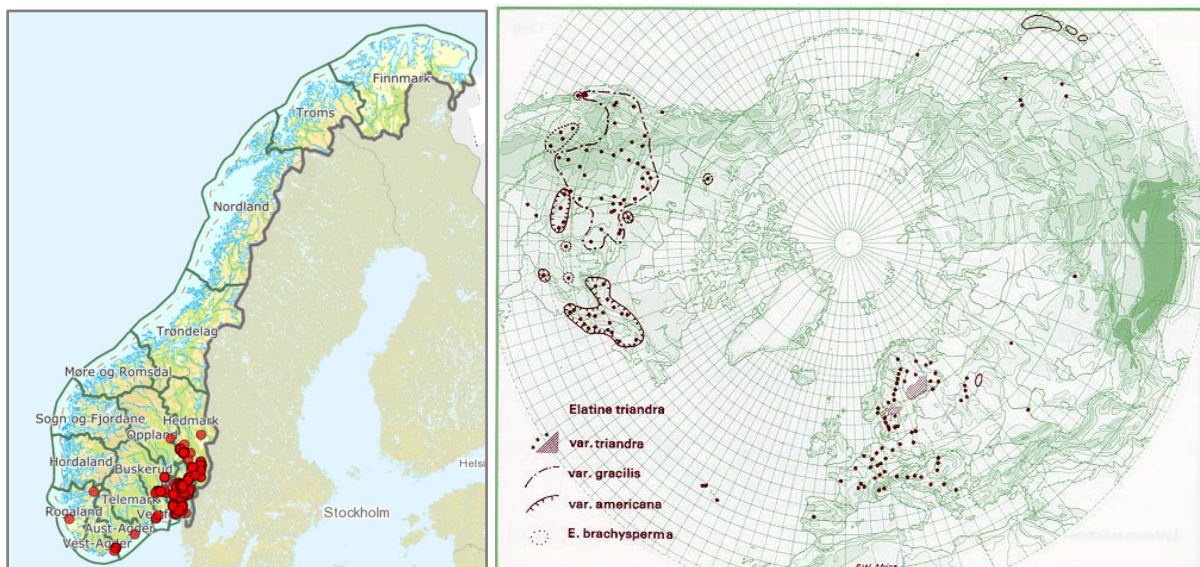 Finnmark
Troms
Nordland
Trøndelag
Møre og Romsdal
Sogn og Fjordane
Hedmark
Oppland
Hordaland
Buskerud
Telemark
Rogaland
Aust-Agder
Vest-Agder
Stockholm
Helsi
Elatine triandra
var. triandra
var. gracilis
var. americana
E. brachysperma